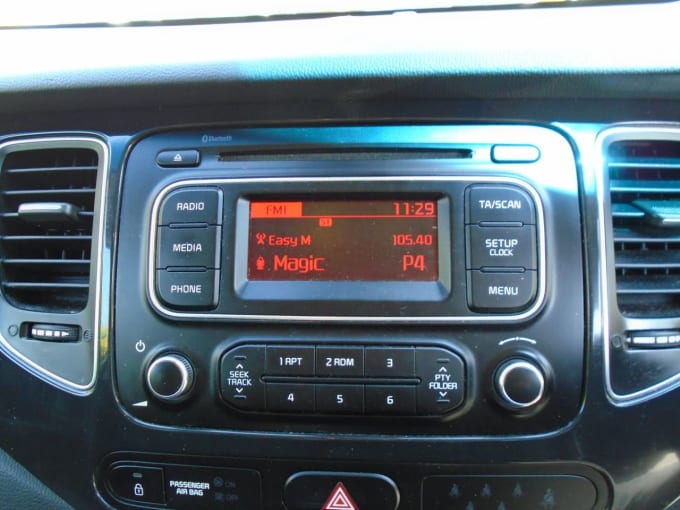 Bluetooth
RADIO
MEDIA
PHONE
FM1
11:29
Easy M
105.40
Magic
P4
TA/SCAN
SETUP
CLOCK
MENU
SEEK
TRACK
1 RPT
2 RDM
3
4
5
6
PTY
FOLDER
PASSENGER
AIR BAG
ON
OFF